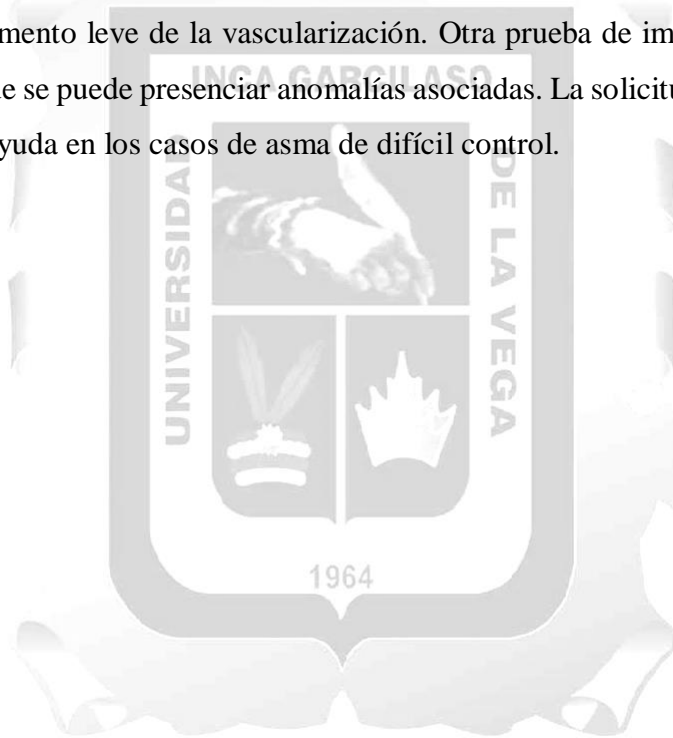 mento leve de la vascularización. Otra prueba de im
e se puede presenciar anomalías asociadas. La solicitu
yuda en los casos de asma de difícil control.
INCA GARCILASO
UNIVERSIDAD
DE LA VEGA
1964